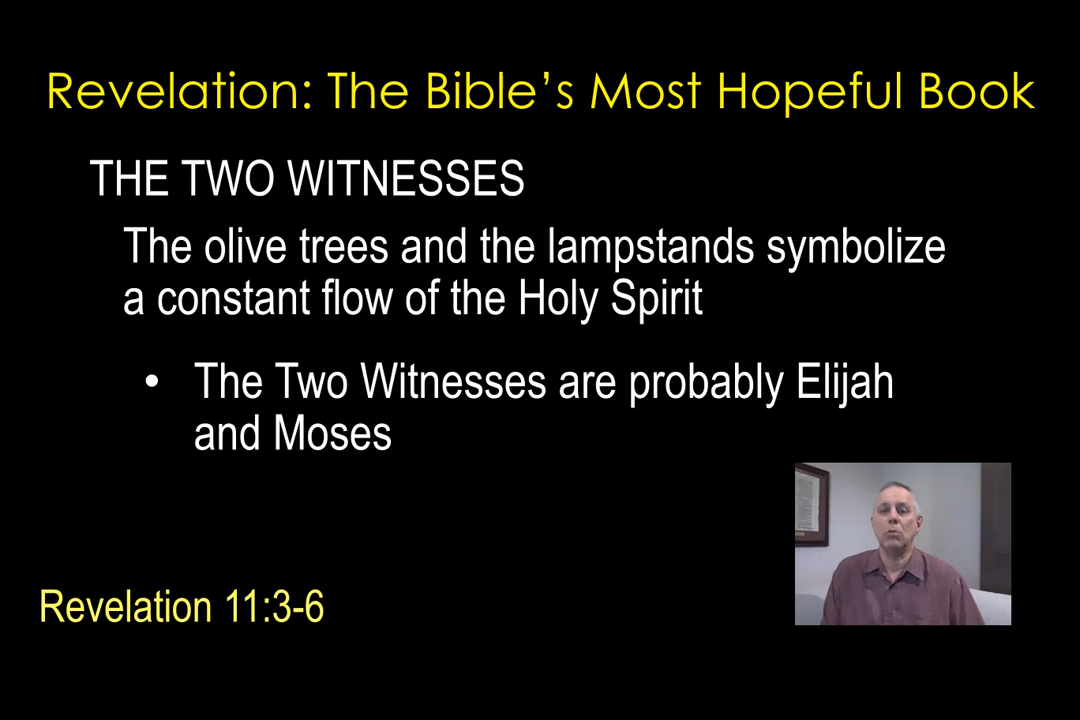 Revelation: The Bible’s Most Hopeful Book
THE TWO WITNESSES
The olive trees and the lampstands symbolize
a constant flow of the Holy Spirit
• The Two Witnesses are probably Elijah
and Moses
Revelation 11:3-6